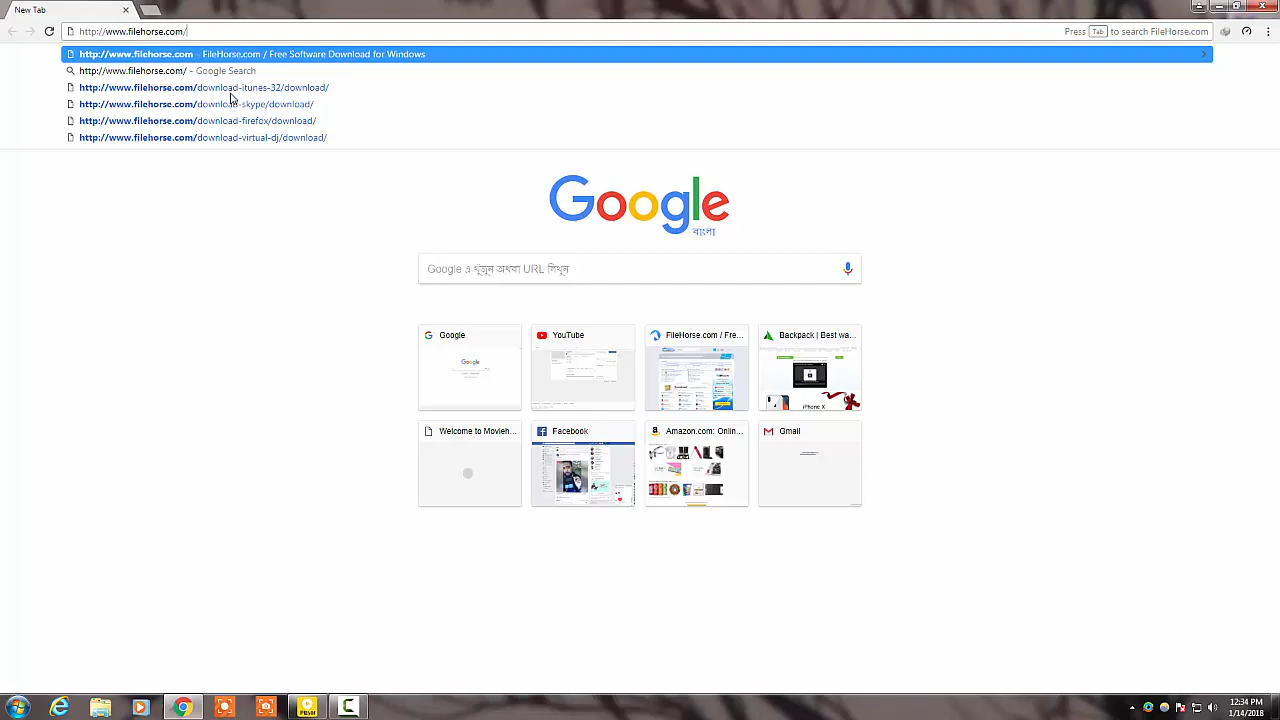 New Tab
http://www.filehorse.com/
Press Tab to search FileHorse.com
http://www.filehorse.com - FileHorse.com / Free Software Download for Windows
http://www.filehorse.com/ - Google Search
http://www.filehorse.com/download-itunes-32/download/
http://www.filehorse.com/download-skype/download/
http://www.filehorse.com/download-firefox/download/
http://www.filehorse.com/download-virtual-dj/download/
Google
বাংলা
Google এ খুঁজুন অথবা URL লিখুন
Google
YouTube
FileHorse.com / Fre...
Backpack | Best wa...
Google
iPhone X
Welcome to Movieh...
Facebook
Amazon.com: Onlin...
Gmail
12:34 PM
1/14/2018